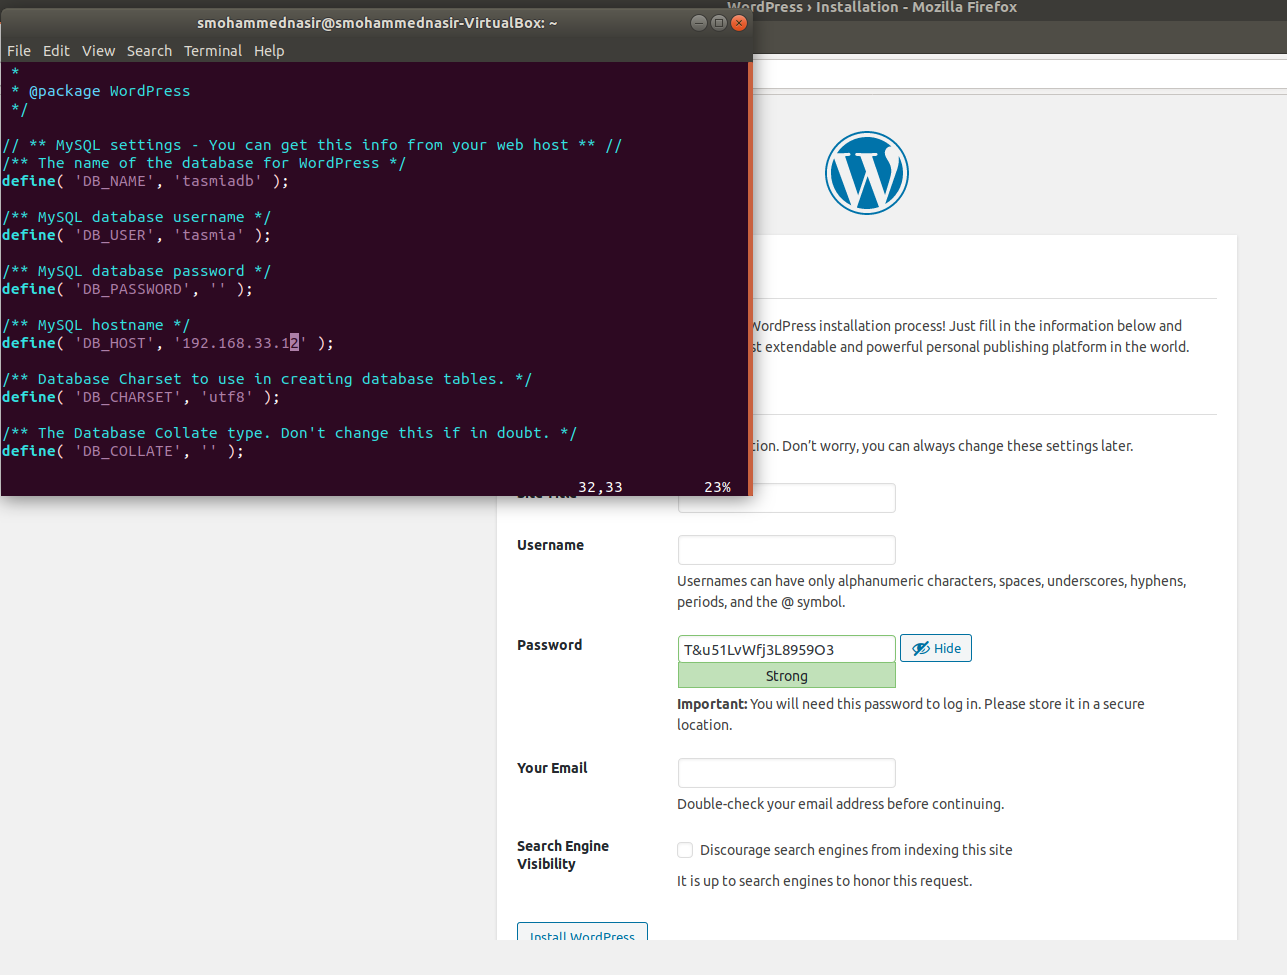 WordPress › Installation - Mozilla Firefox
smohammednasir@smohammednasir-VirtualBox: ~
File Edit View Search Terminal Help
*
* @package WordPress
*/
// ** MySQL settings - You can get this info from your web host ** //
/** The name of the database for WordPress */
define( 'DB_NAME', 'tasmiadb' );
/** MySQL database username */
define( 'DB_USER', 'tasmia' );
/** MySQL database password */
define( 'DB_PASSWORD', '' );
/** MySQL hostname */
define( 'DB_HOST', '192.168.33.12' );
/** Database Charset to use in creating database tables. */
define( 'DB_CHARSET', 'utf8' );
/** The Database Collate type. Don't change this if in doubt. */
define( 'DB_COLLATE', '' );
32,33 23%
WordPress installation process! Just fill in the information below and
st extendable and powerful personal publishing platform in the world.
tion. Don’t worry, you can always change these settings later.
Site Title
Username
Usernames can have only alphanumeric characters, spaces, underscores, hyphens,
periods, and the @ symbol.
Password
T&u51LvWfj3L8959O3
Hide
Strong
Important: You will need this password to log in. Please store it in a secure
location.
Your Email
Double-check your email address before continuing.
Search Engine
Visibility
Discourage search engines from indexing this site
It is up to search engines to honor this request.
Install WordPress